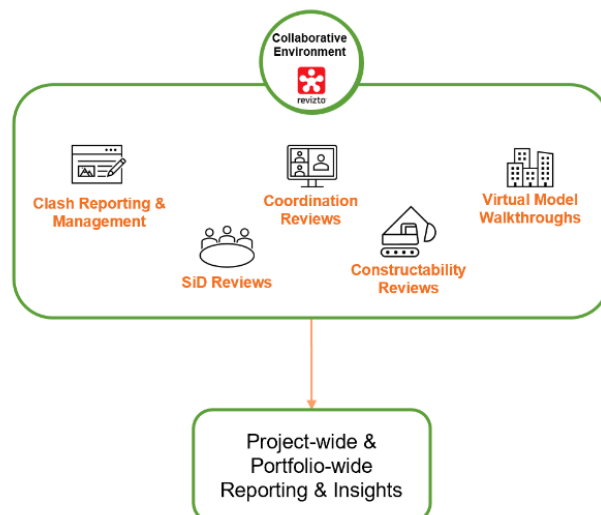 Collaborative
Environment
revizto
Clash Reporting &
Management
Coordination
Reviews
Virtual Model
Walkthroughs
SiD Reviews
Constructability
Reviews
Project-wide &
Portfolio-wide
Reporting & Insights